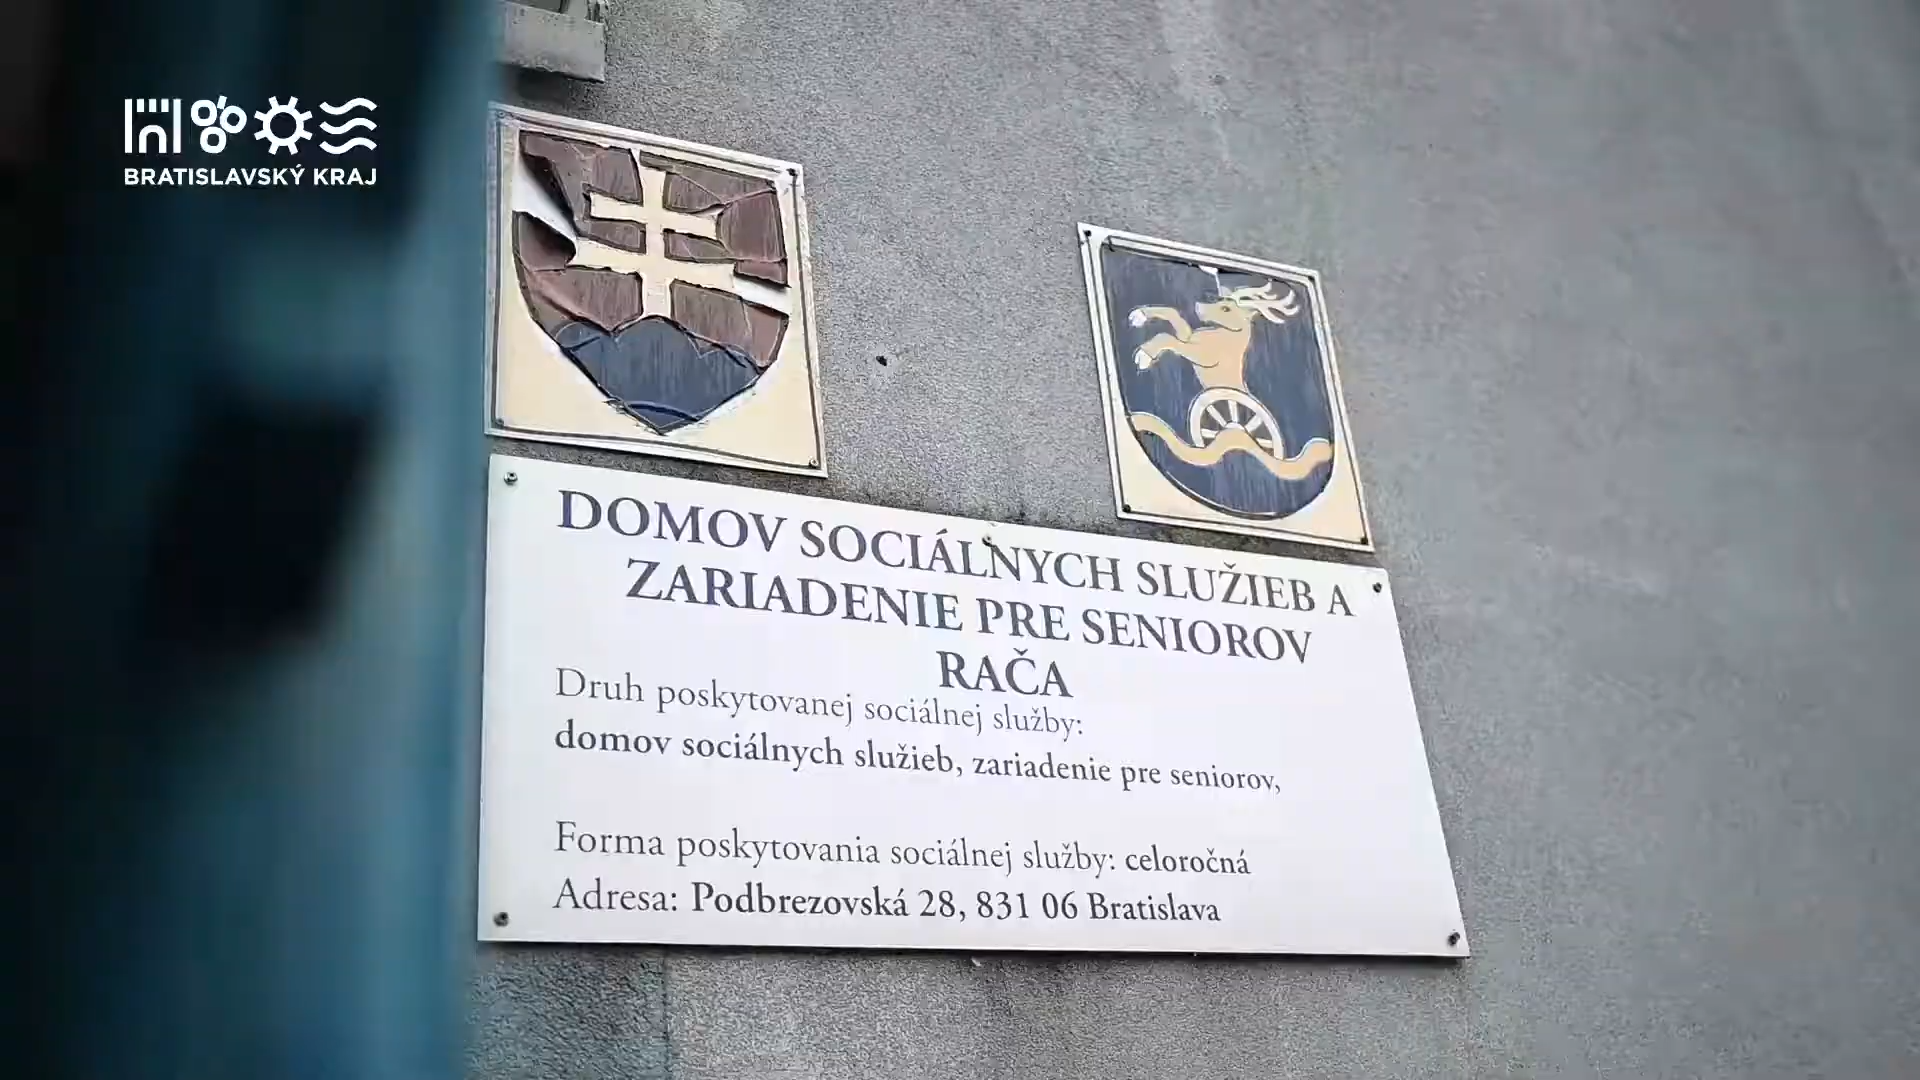 BRATISLAVSKÝ KRAJ
DOMOV SOCIÁLNYCH SLUŽIEB A
ZARIADENIE PRE SENIOROV
RAČA
Druh poskytovanej sociálnej služby:
domov sociálnych služieb, zariadenie pre seniorov,
Forma poskytovania sociálnej služby: celoročná
Adresa: Podbrezovská 28, 831 06 Bratislava